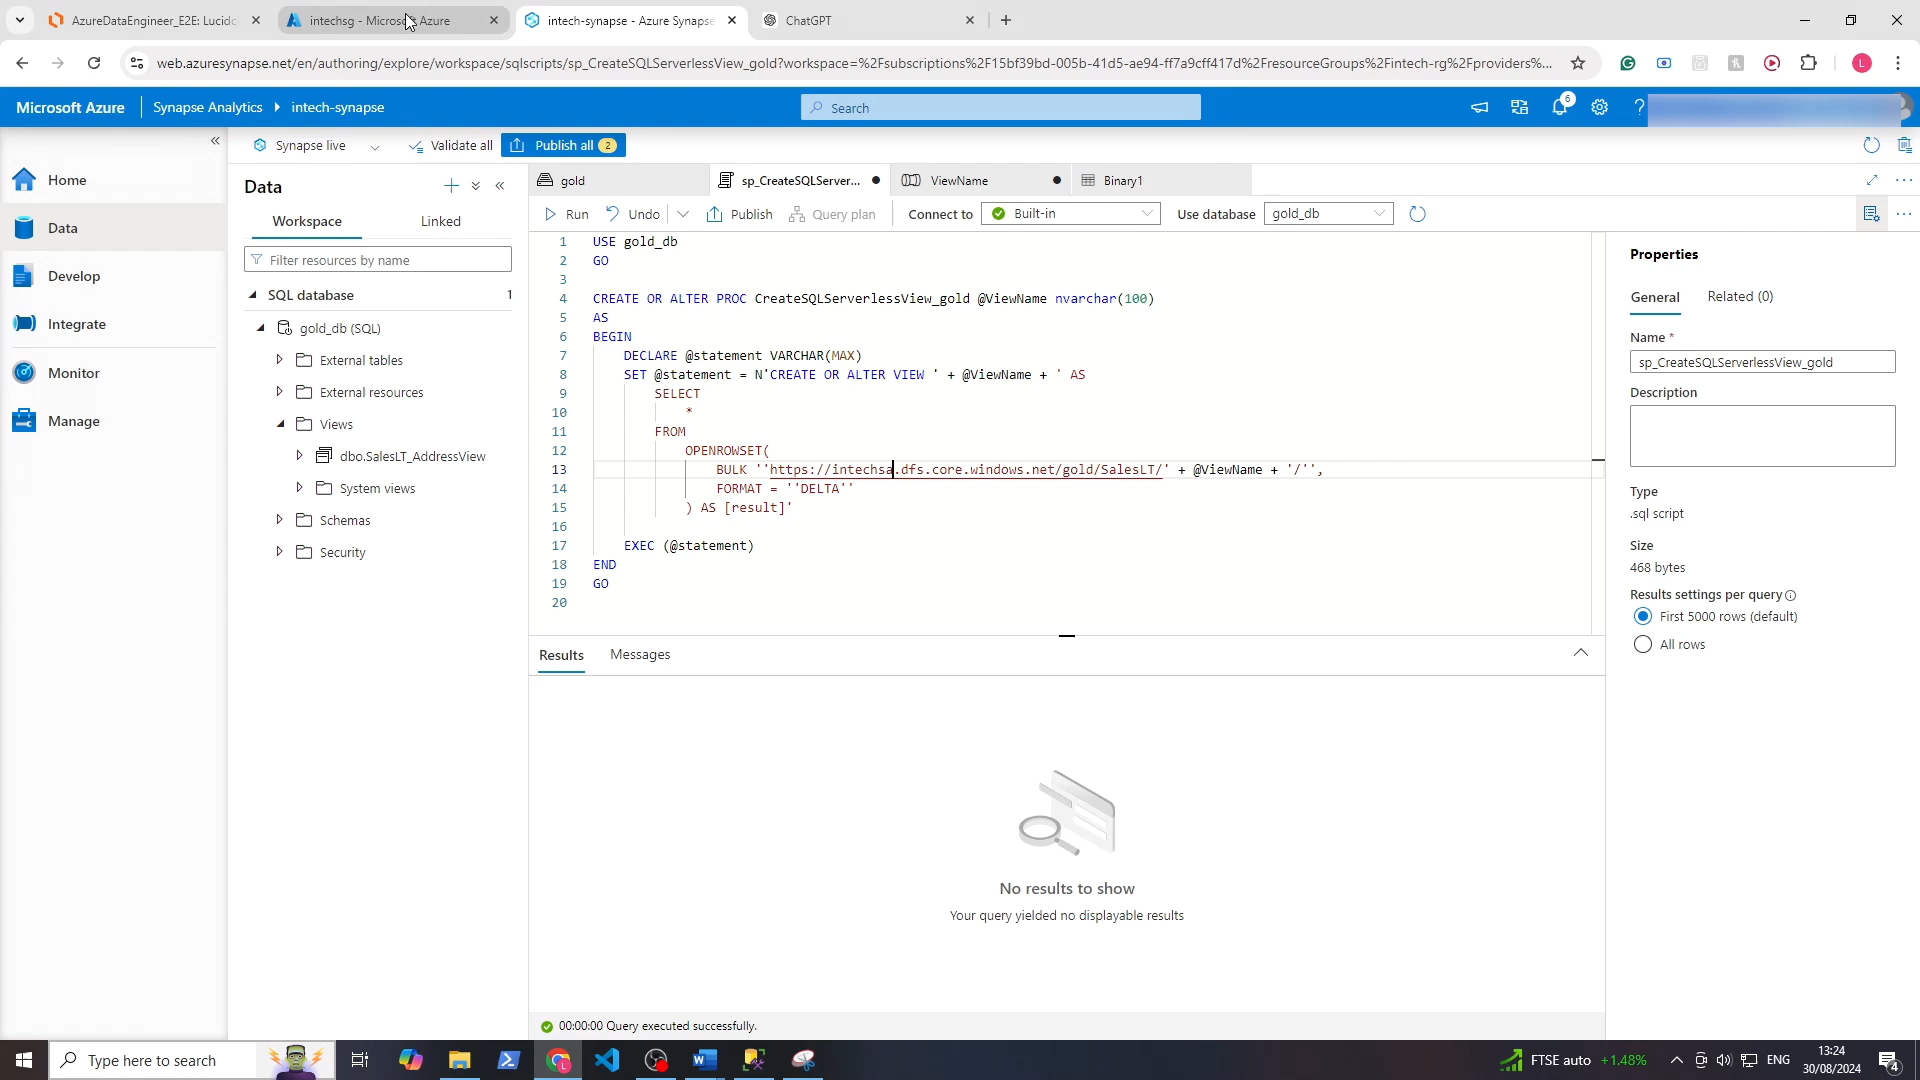 AzureDataEngineer_E2E: Lucidc
intechsg - Microsoft Azure
intech-synapse - Azure Synapse
ChatGPT
web.azuresynapse.net/en/authoring/explore/workspace/sqlscripts/sp_CreateSQLServerlessView_gold?workspace=%2Fsubscriptions%2F15bf39bd-005b-41d5-ae94-ff7a9cff417d%2FresourceGroups%2Fintech-rg%2Fproviders%2...
L
Microsoft Azure
Synapse Analytics
intech-synapse
Search
6
Synapse live
Validate all
Publish all 2
Home
Data
Develop
Integrate
Monitor
Manage
Data
Workspace
Linked
Filter resources by name
SQL database 1
gold_db (SQL)
External tables
External resources
Views
dbo.SalesLT_AddressView
System views
Schemas
Security
gold
sp_CreateSQLServer...
ViewName
Binary1
Run
Undo
Publish
Query plan
Connect to
Built-in
Use database
gold_db
1 USE gold_db
2 GO
3
4 CREATE OR ALTER PROC CreateSQLServerlessView_gold @ViewName nvarchar(100)
5 AS
6 BEGIN
7 DECLARE @statement VARCHAR(MAX)
8 SET @statement = N'CREATE OR ALTER VIEW ' + @ViewName + ' AS
9 SELECT
10 *
11 FROM
12 OPENROWSET(
13 BULK ''https://intechsa.dfs.core.windows.net/gold/SalesLT/' + @ViewName + '/'',
14 FORMAT = ''DELTA''
15 ) AS [result]'
16
17 EXEC (@statement)
18 END
19 GO
20
Results
Messages
No results to show
Your query yielded no displayable results
00:00:00 Query executed successfully.
Properties
General
Related (0)
Name *
sp_CreateSQLServerlessView_gold
Description
Type
.sql script
Size
468 bytes
Results settings per query
First 5000 rows (default)
All rows
Type here to search
FTSE auto +1.48%
ENG
13:24
30/08/2024
4